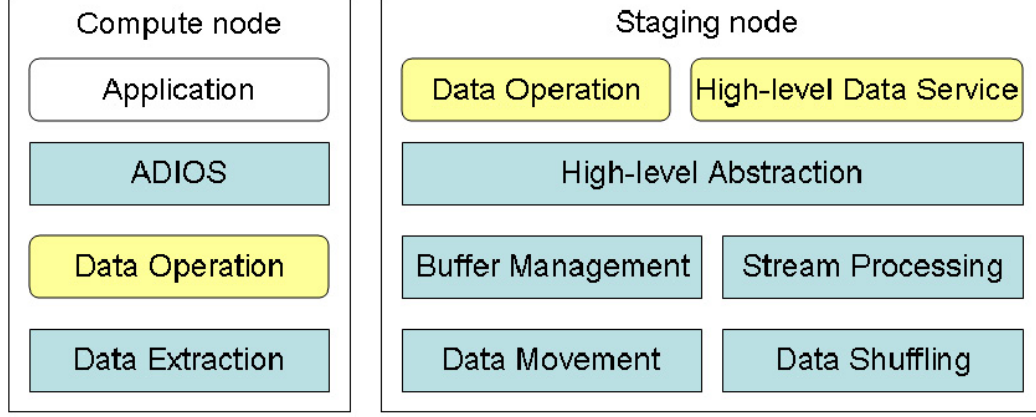 Compute node
Application
ADIOS
Data Operation
Data Extraction
Staging node
Data Operation
High-level Data Service
High-level Abstraction
Buffer Management
Stream Processing
Data Movement
Data Shuffling